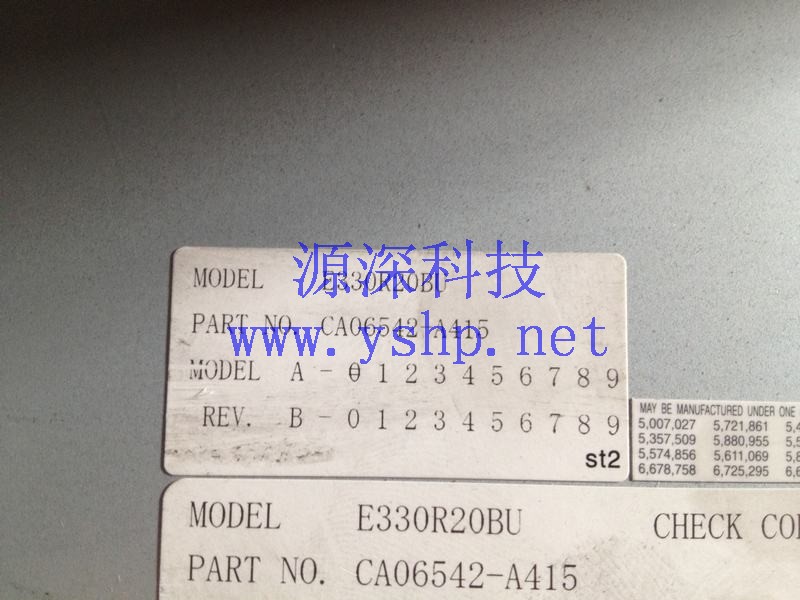 源深科技
www.yshp.net
MODEL E330R20BU
PART NO. CA06542-A415
MODEL A - 0 1 2 3 4 5 6 7 8 9
REV. B - 0 1 2 3 4 5 6 7 8 9
st2
MAY BE MANUFACTURED UNDER ONE
5,007,027 5,721,861
5,357,509 5,880,955
5,574,856 5,611,069
6,678,758 6,725,295
MODEL E330R20BU CHECK
PART NO. CA06542-A415